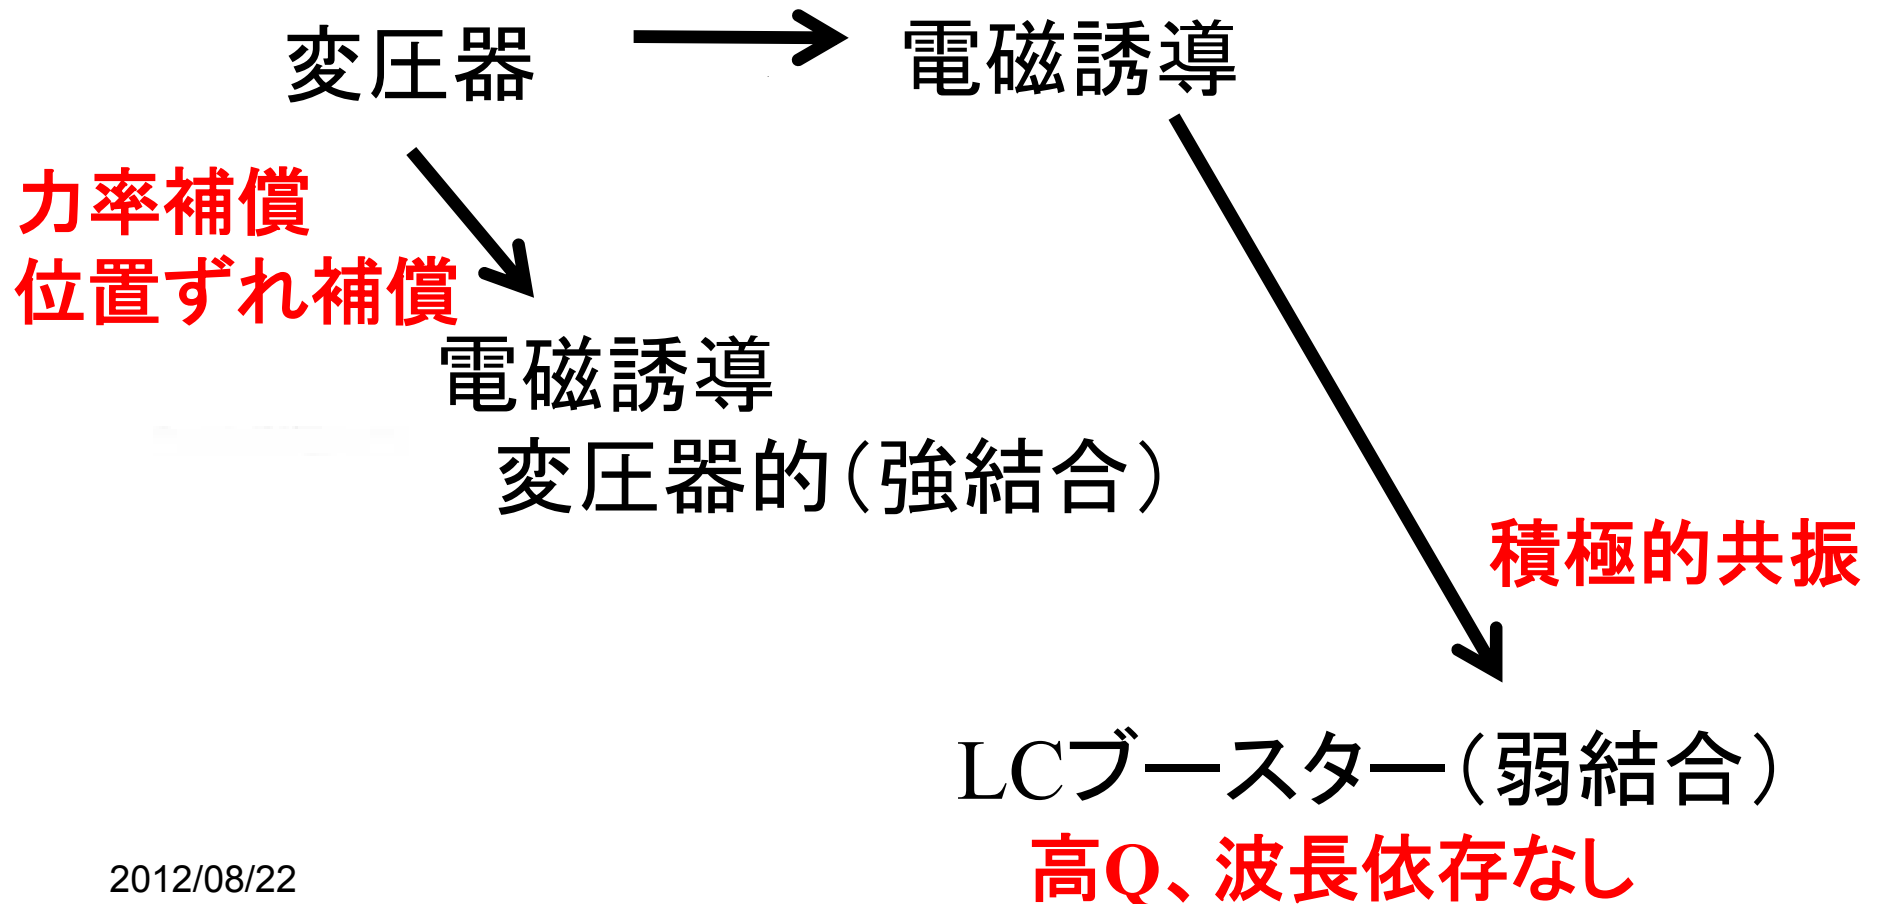 変圧器
電磁誘導
力率補償
位置ずれ補償
電磁誘導
変圧器的（強結合）
積極的共振
LCブースター（弱結合）
高Q、波長依存なし
2012/08/22